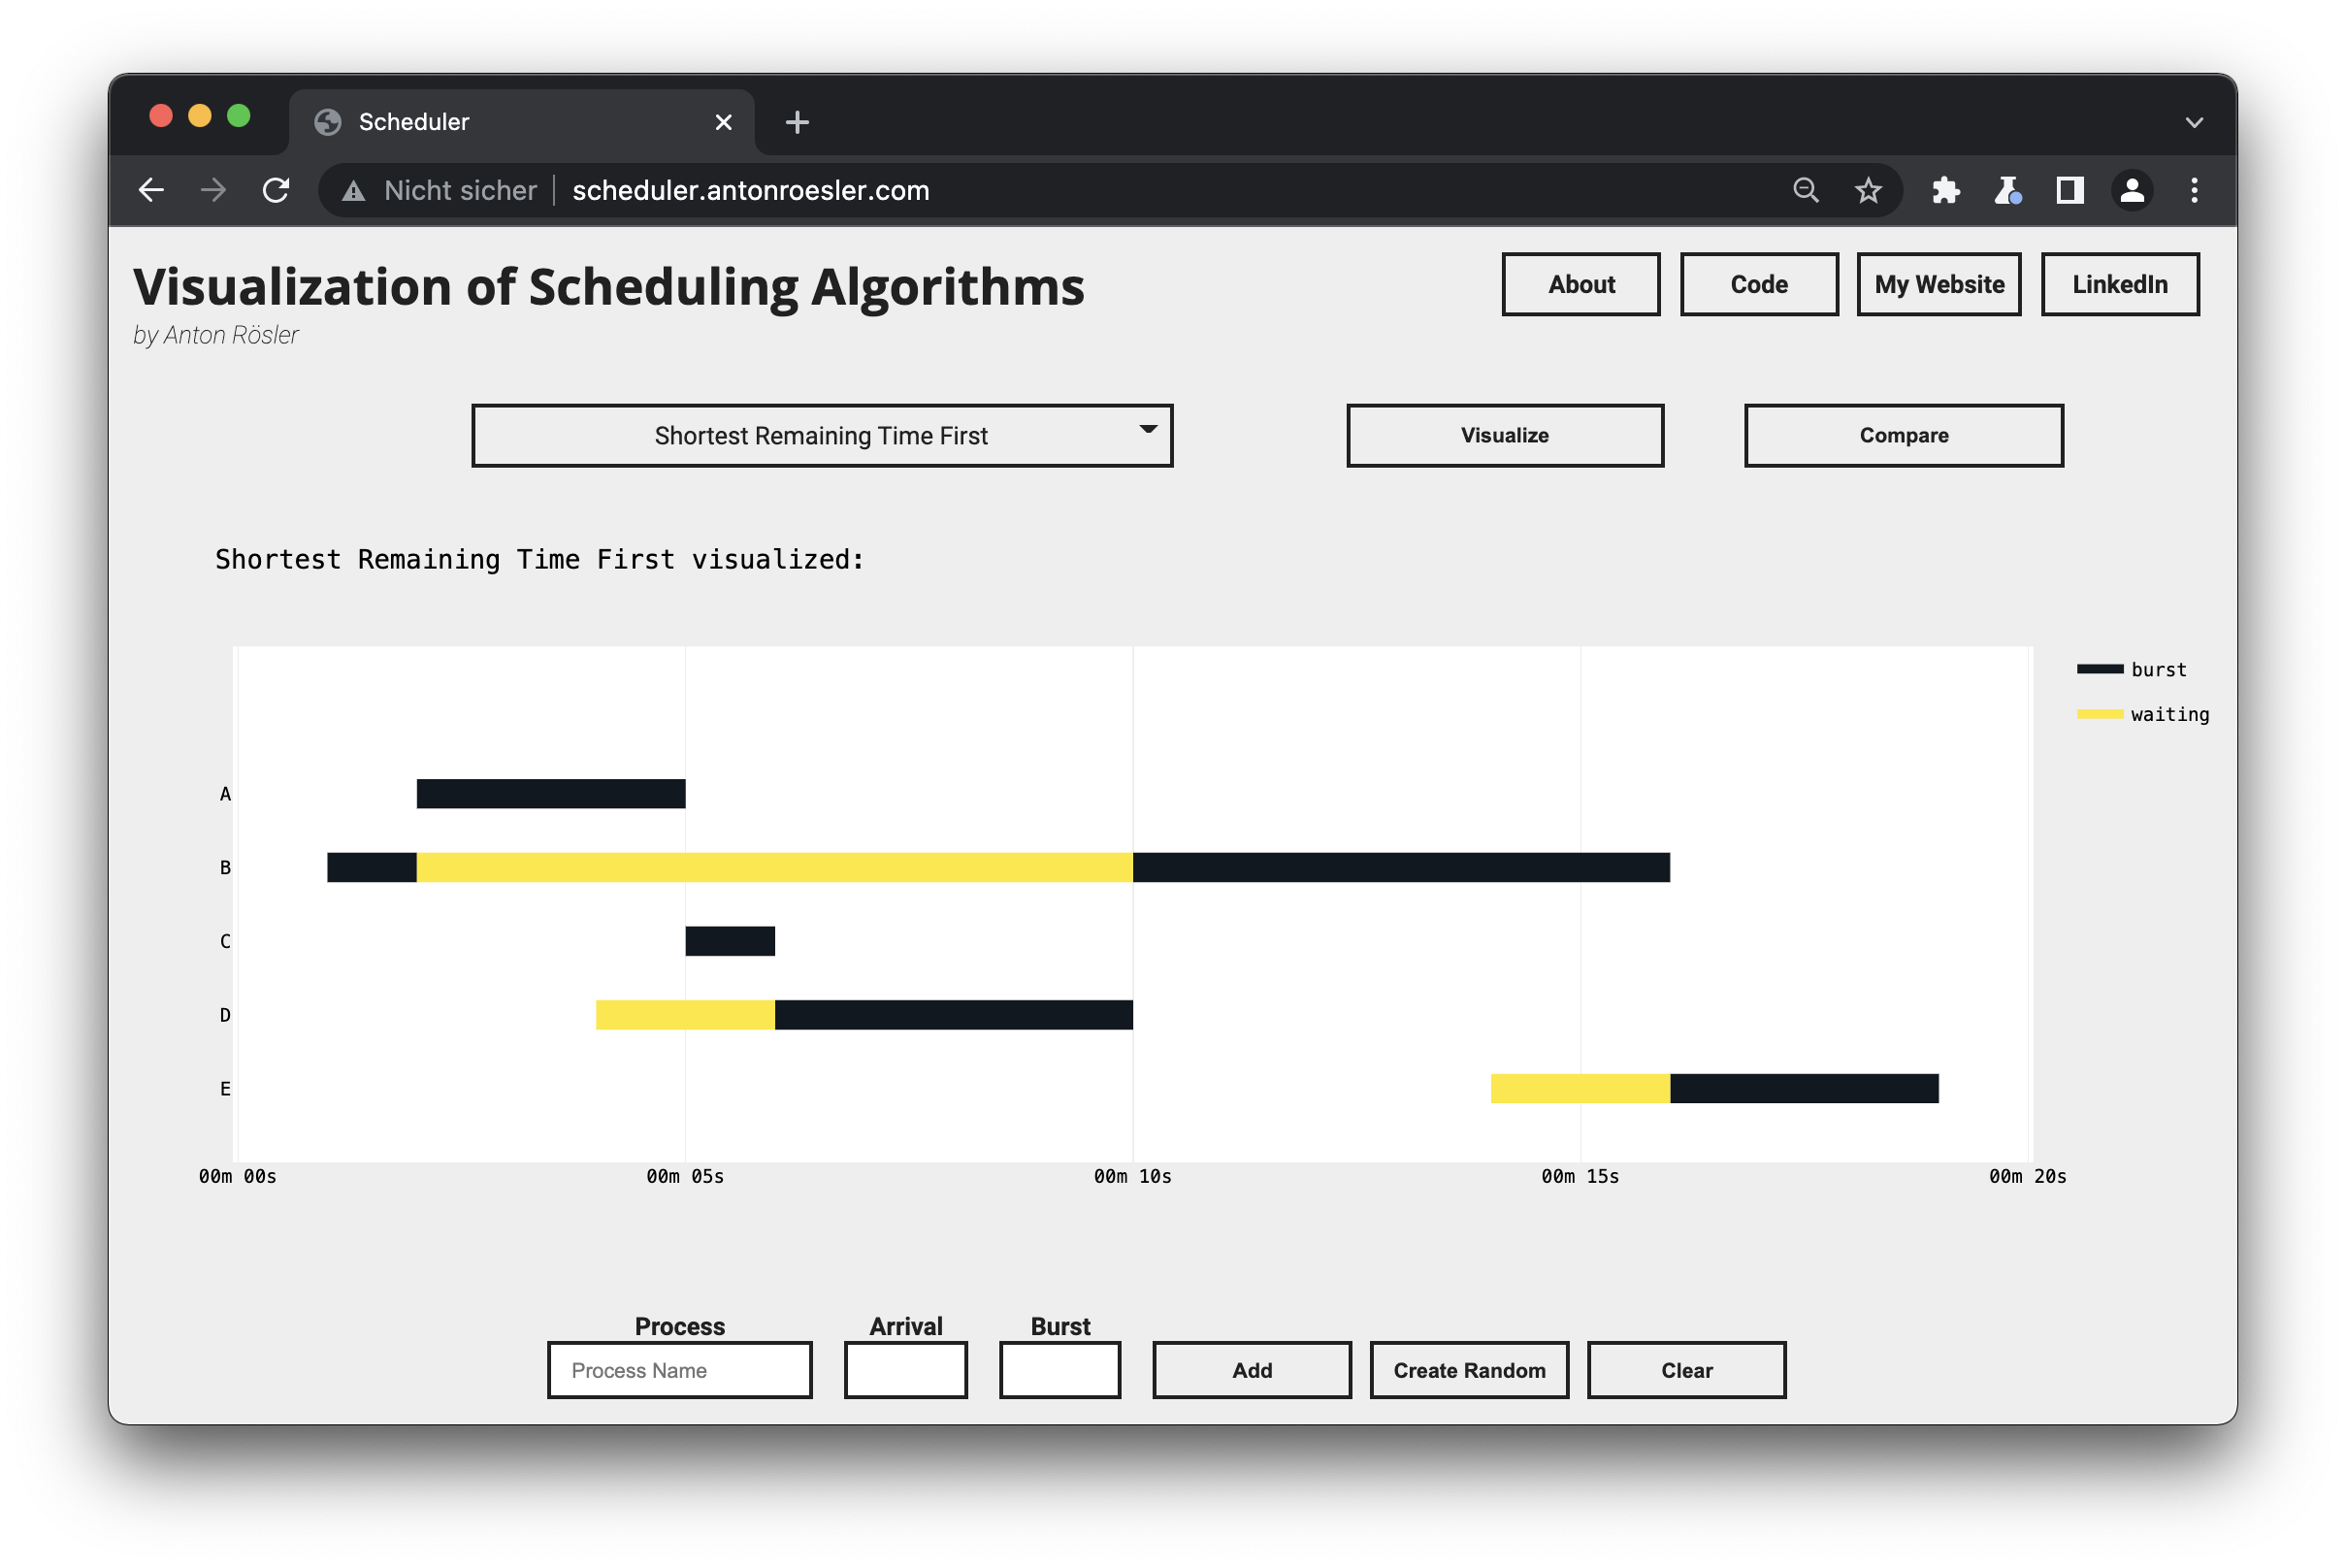 Scheduler
Nicht sicher scheduler.antonroesler.com
Visualization of Scheduling Algorithms
by Anton Rösler
About Code My Website LinkedIn
Shortest Remaining Time First Visualize Compare
Shortest Remaining Time First visualized:
burst
waiting
A
B
C
D
E
00m 00s 00m 05s 00m 10s 00m 15s 00m 20s
Process Arrival Burst
Process Name Add Create Random Clear